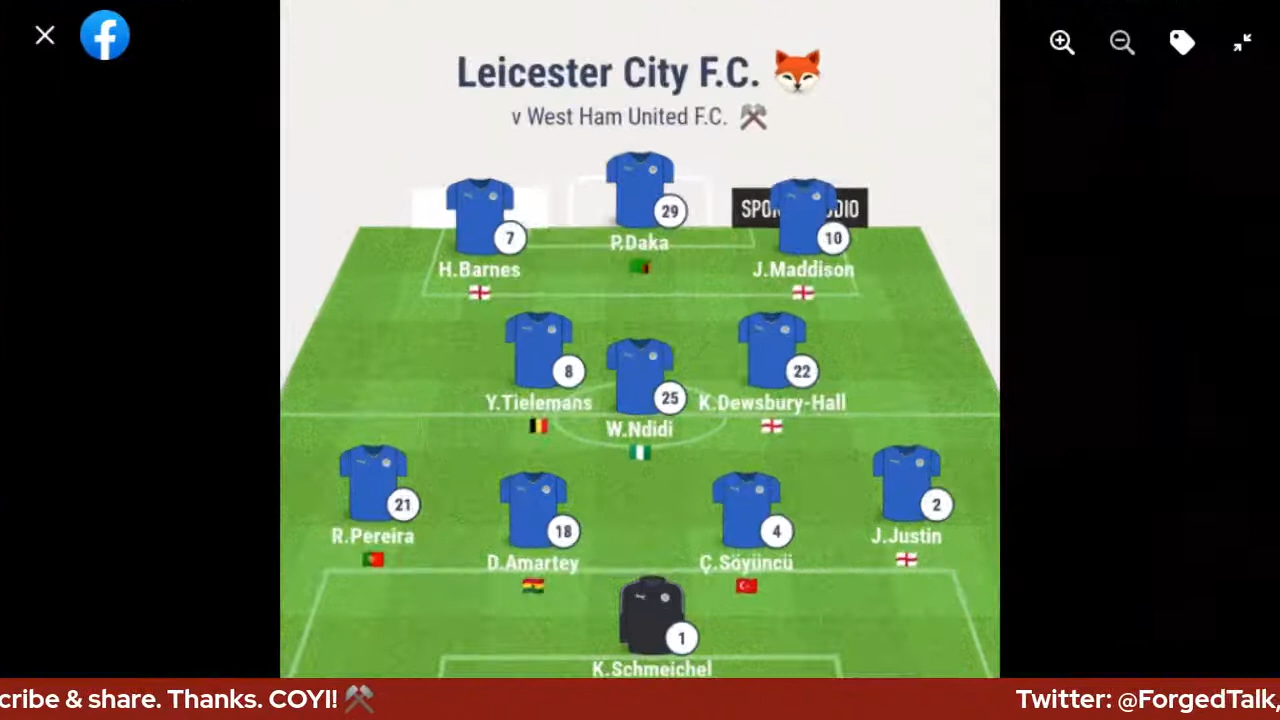 Leicester City F.C.
v West Ham United F.C.
29
P.Daka
7
H.Barnes
10
J.Maddison
8
Y.Tielemans
25
W.Ndidi
22
K.Dewsbury-Hall
21
R.Pereira
18
D.Amartey
4
Ç.Söyüncü
2
J.Justin
1
K.Schmeichel
cribe & share. Thanks. COYI!
Twitter: @ForgedTalk,